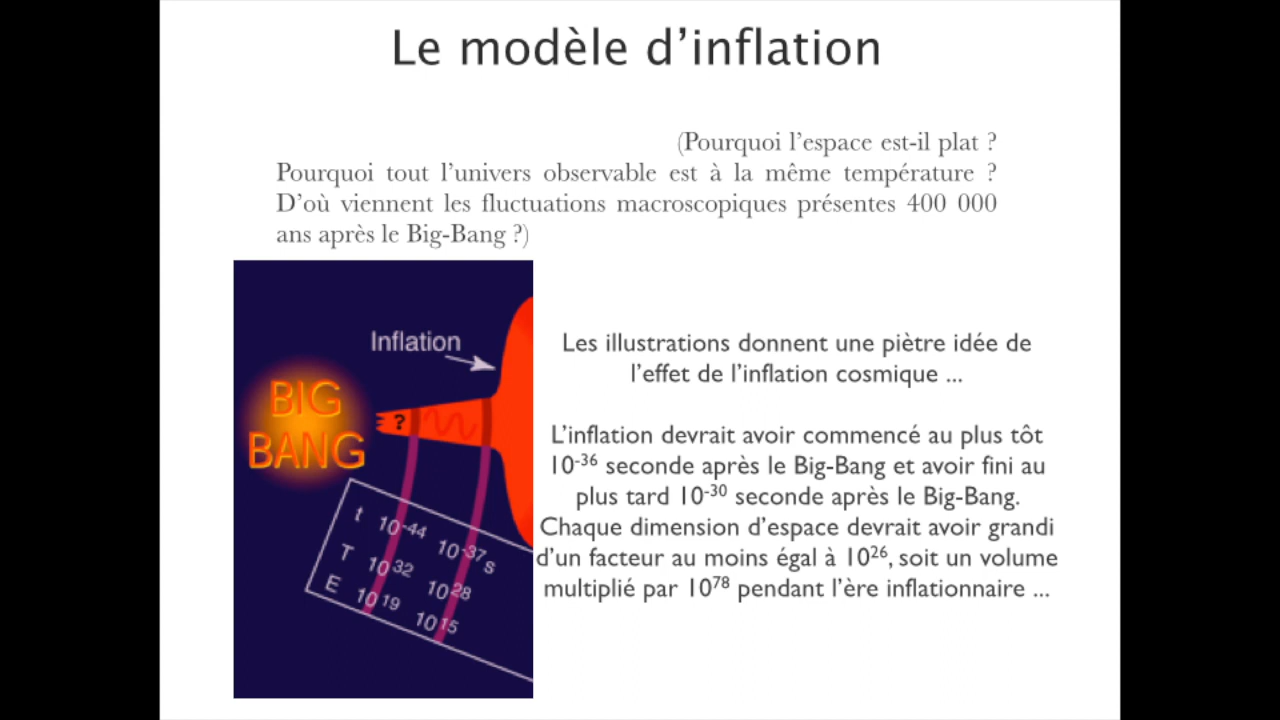 Le modèle d’inflation
(Pourquoi l’espace est-il plat ?
Pourquoi tout l’univers observable est à la même température ?
D’où viennent les fluctuations macroscopiques présentes 400 000
ans après le Big-Bang ?)
Inflation
BIG
BANG
?
t 10⁻⁴⁴ 10⁻³⁷ s
T 10³² 10²⁸
E 10¹⁹ 10¹⁵
Les illustrations donnent une piètre idée de
l’effet de l’inflation cosmique ...
L’inflation devrait avoir commencé au plus tôt
10⁻³⁶ seconde après le Big-Bang et avoir fini au
plus tard 10⁻³⁰ seconde après le Big-Bang.
Chaque dimension d’espace devrait avoir grandi
d’un facteur au moins égal à 10²⁶, soit un volume
multiplié par 10⁷⁸ pendant l’ère inflationnaire ...